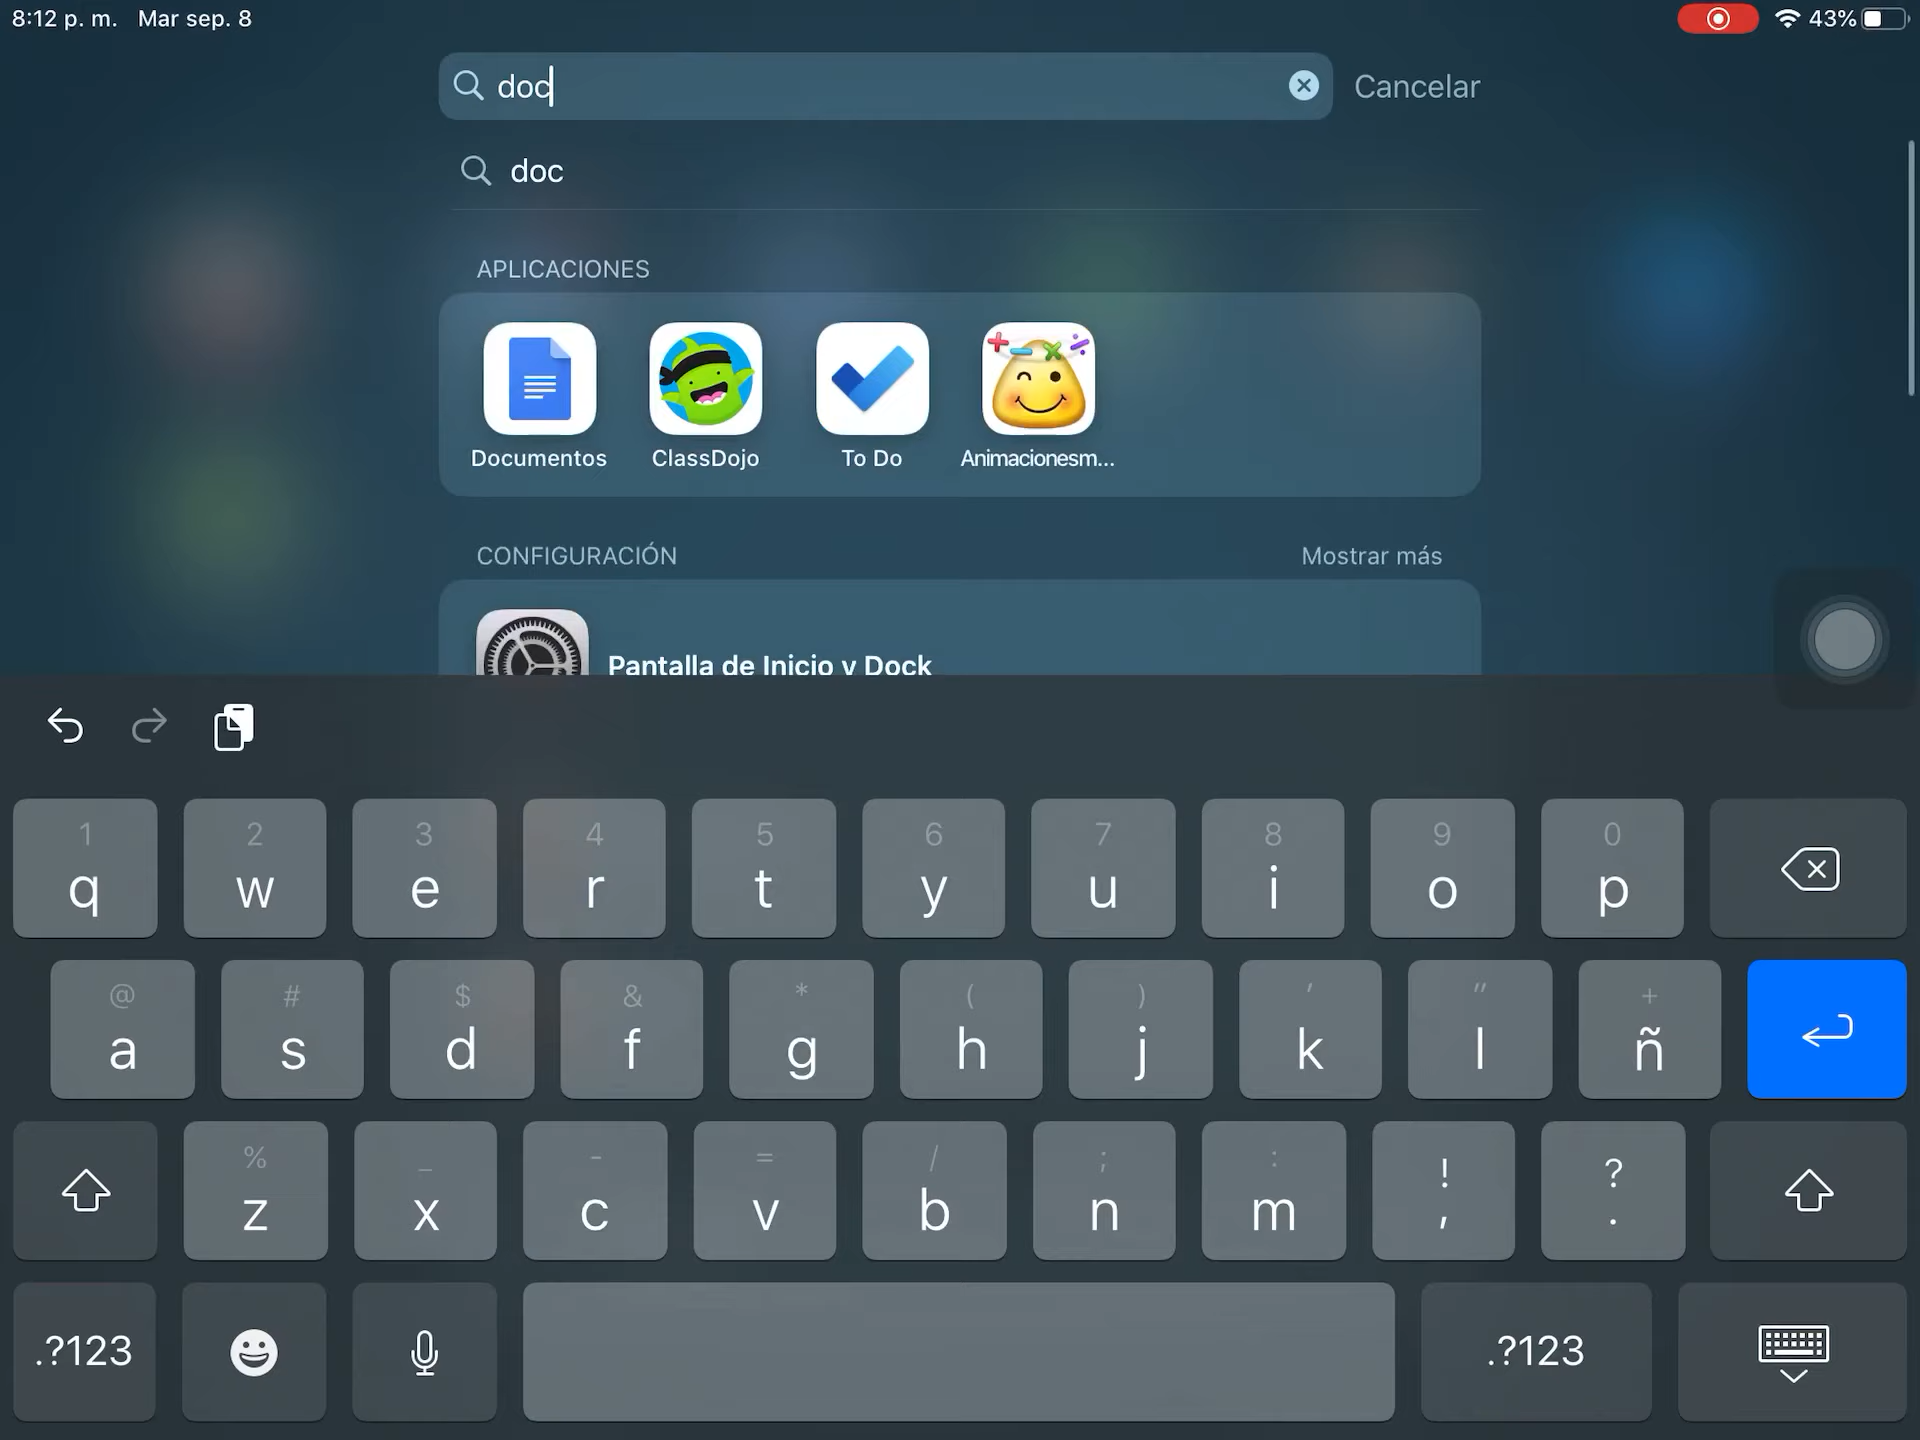 8:12 p. m. Mar sep. 8
43%
doc
Cancelar
doc
APLICACIONES
Documentos
ClassDojo
To Do
Animacionesm...
CONFIGURACIÓN
Mostrar más
Pantalla de Inicio y Dock
1 2 3 4 5 6 7 8 9 0
q w e r t y u i o p
@ # $ & * ( ) ' " +
a s d f g h j k l ñ
% _ - = / ; : ! ?
z x c v b n m , .
.?123
.?123